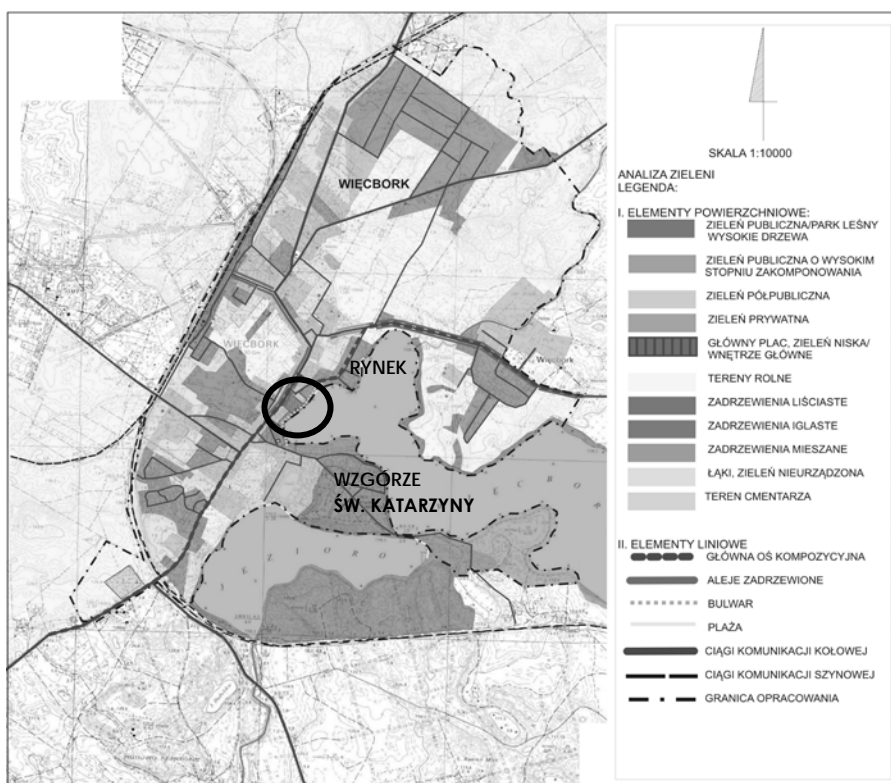 WIĘCBORK
WIĘCBORK
RYNEK
Więcbork
WZGÓRZE
ŚW. KATARZYNY
JEZIORO
SKALA 1:10000
ANALIZA ZIELENI
LEGENDA:
I. ELEMENTY POWIERZCHNIOWE:
ZIELEŃ PUBLICZNA/PARK LEŚNY
WYSOKIE DRZEWA
ZIELEŃ PUBLICZNA O WYSOKIM
STOPNIU ZAKOMPONOWANIA
ZIELEŃ PÓŁPUBLICZNA
ZIELEŃ PRYWATNA
GŁÓWNY PLAC, ZIELEŃ NISKA/
WNĘTRZE GŁÓWNE
TERENY ROLNE
ZADRZEWIENIA LIŚCIASTE
ZADRZEWIENIA IGLASTE
ZADRZEWIENIA MIESZANE
ŁĄKI, ZIELEŃ NIEURZĄDZONA
TEREN CMENTARZA
II. ELEMENTY LINIOWE
GŁÓWNA OŚ KOMPOZYCYJNA
ALEJE ZADRZEWIONE
BULWAR
PLAŻA
CIĄGI KOMUNIKACJI KOŁOWEJ
CIĄGI KOMUNIKACJI SZYNOWEJ
GRANICA OPRACOWANIA